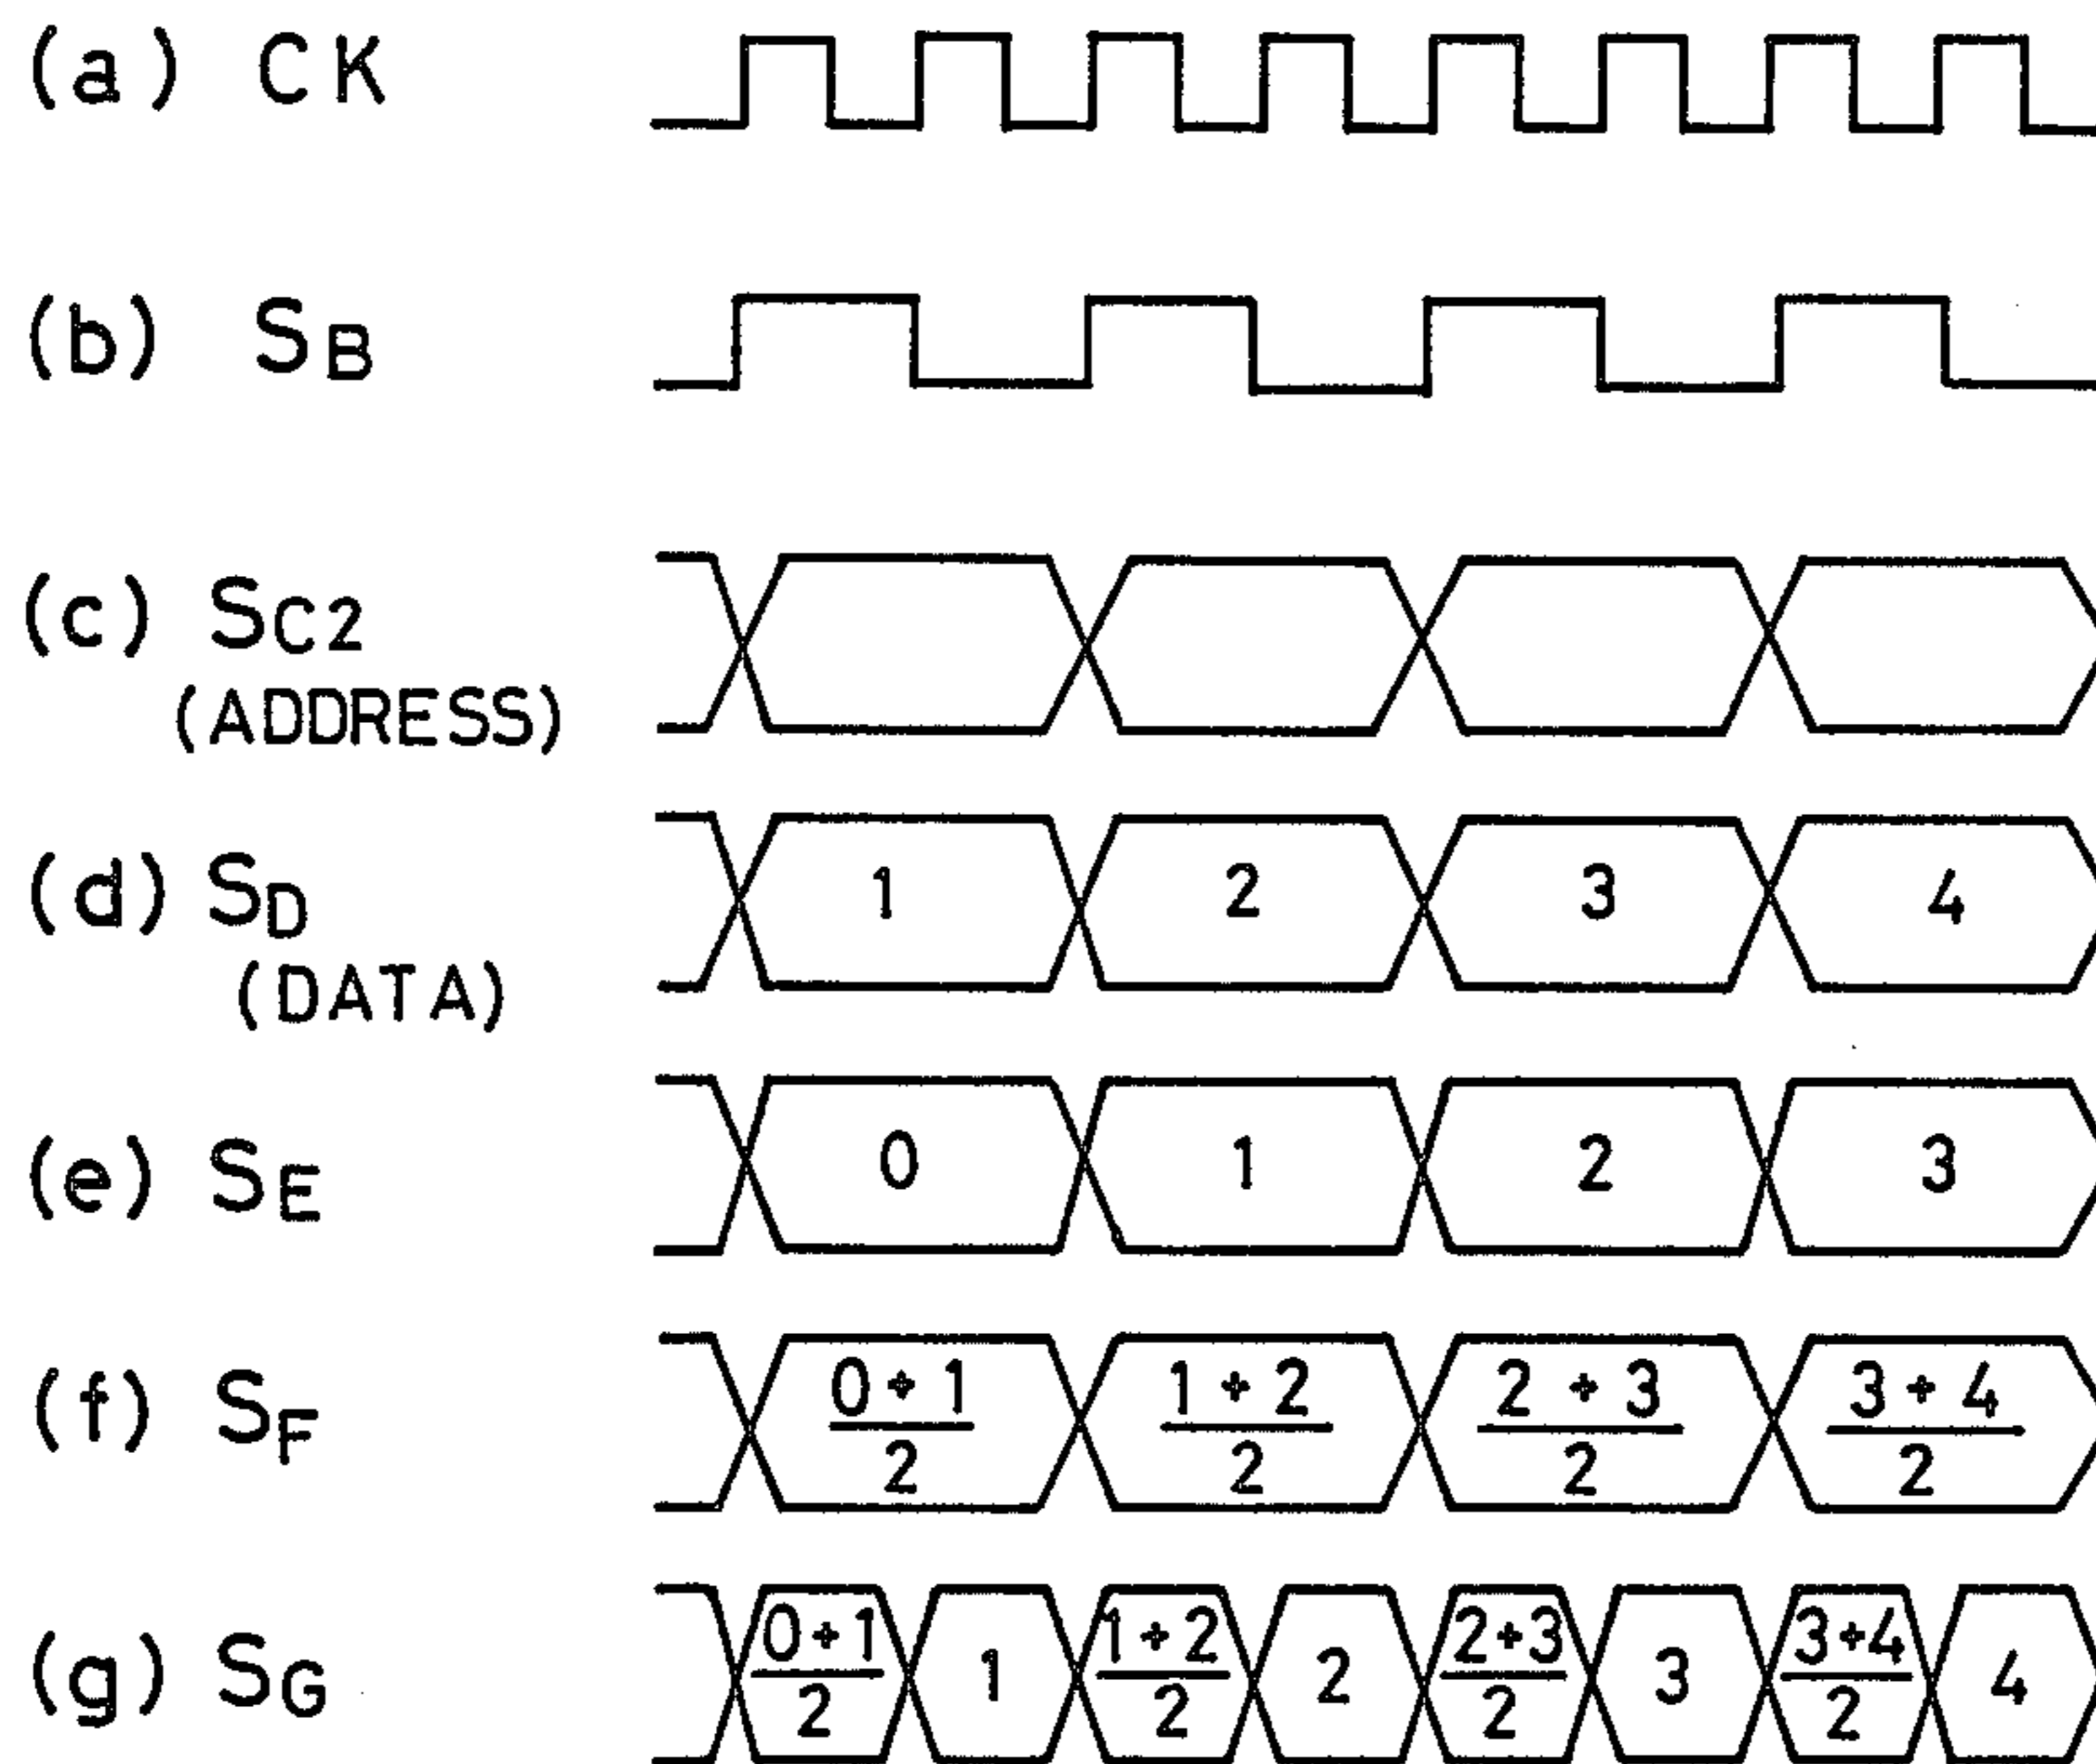 (a) CK
(b) SB
(c) SC2
(ADDRESS)
(d) SD 1 2 3 4
(DATA)
(e) SE 0 1 2 3
(f) SF 0+1/2 1+2/2 2+3/2 3+4/2
(g) SG 0+1/2 1 1+2/2 2 2+3/2 3 3+4/2 4